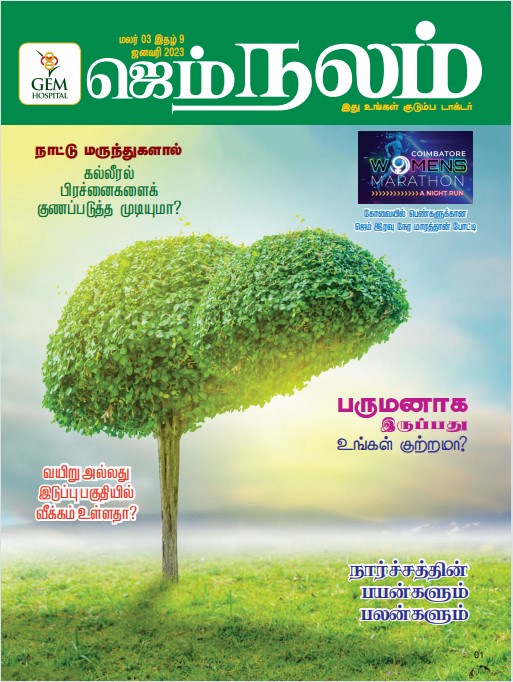 மலர் 03 இதழ் 9
ஜனவரி 2023
GEM
HOSPITAL
ஜெம்நலம்
இது உங்கள் குடும்ப டாக்டர்
நாட்டு மருந்துகளால்
கல்லீரல்
பிரச்னைகளைக்
குணப்படுத்த முடியுமா?
COIMBATORE
WOMENS
MARATHON
A NIGHT RUN
கோவையில் பெண்களுக்கான
ஜெம் இரவு நேர மாரத்தான் போட்டி
பருமனாக
இருப்பது
உங்கள் குற்றமா?
வயிறு அல்லது
இடுப்பு பகுதியில்
வீக்கம் உள்ளதா?
நார்ச்சத்தின்
பயன்களும்
பலன்களும்
01